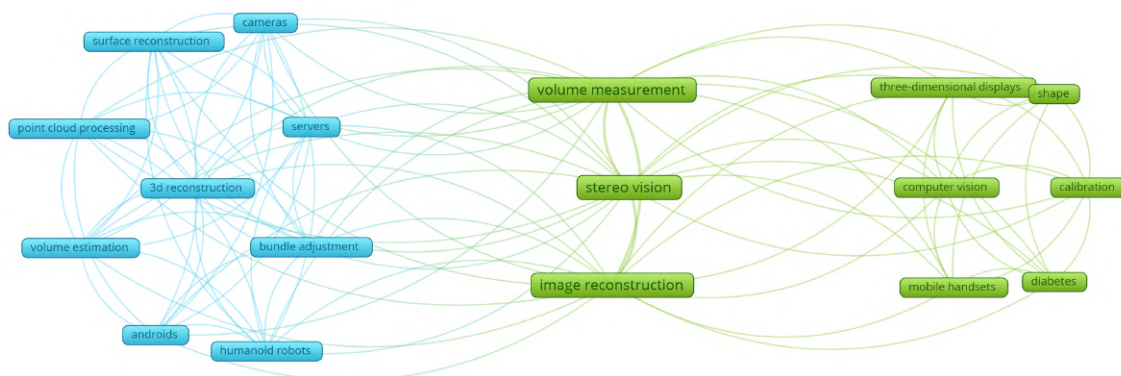 cameras
surface reconstruction
point cloud processing
servers
3d reconstruction
volume estimation
bundle adjustment
androids
humanoid robots
volume measurement
stereo vision
image reconstruction
three-dimensional displays
shape
computer vision
calibration
mobile handsets
diabetes